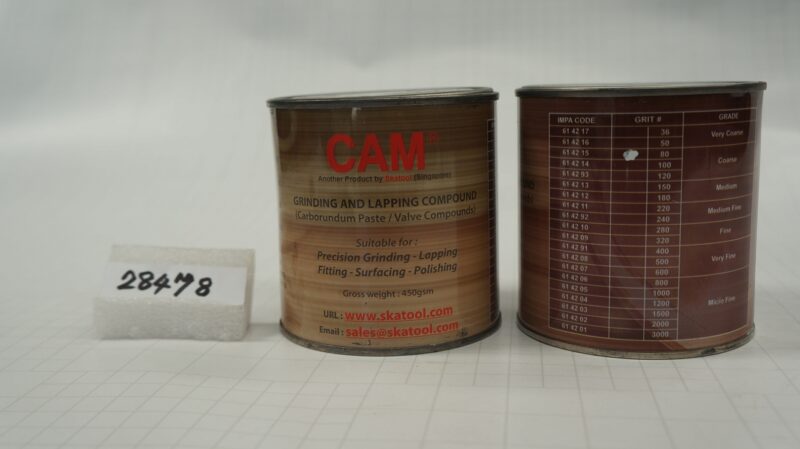 28478
CAM®
Another Product by Skatool (Singapore)
GRINDING AND LAPPING COMPOUND
(Carborundum Paste / Valve Compounds)
Suitable for :
Precision Grinding - Lapping
Fitting - Surfacing - Polishing
Gross weight : 450gsm
URL : www.skatool.com
Email : sales@skatool.com
IMPA CODE GRIT # GRADE
61 42 17 36 Very Coarse
61 42 16 50
61 42 15 80 Coarse
61 42 14 100
61 42 93 120
61 42 13 150 Medium
61 42 12 180
61 42 11 220 Medium Fine
61 42 92 240
61 42 10 280 Fine
61 42 09 320
61 42 91 400 Very Fine
61 42 08 500
61 42 07 600
61 42 06 800
61 42 05 1000 Micro Fine
61 42 04 1200
61 42 03 1500
61 42 02 2000
61 42 01 3000